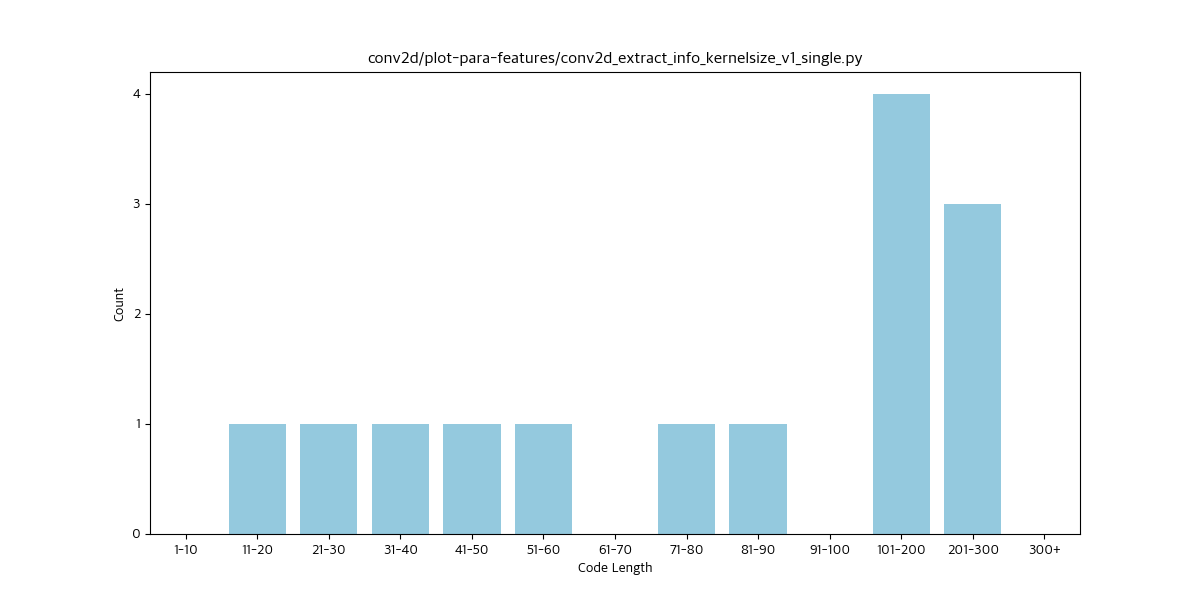 conv2d/plot-para-features/conv2d_extract_info_kernelsize_v1_single.py
4
3
2
1
0
Count
1-10 11-20 21-30 31-40 41-50 51-60 61-70 71-80 81-90 91-100 101-200 201-300 300+
Code Length